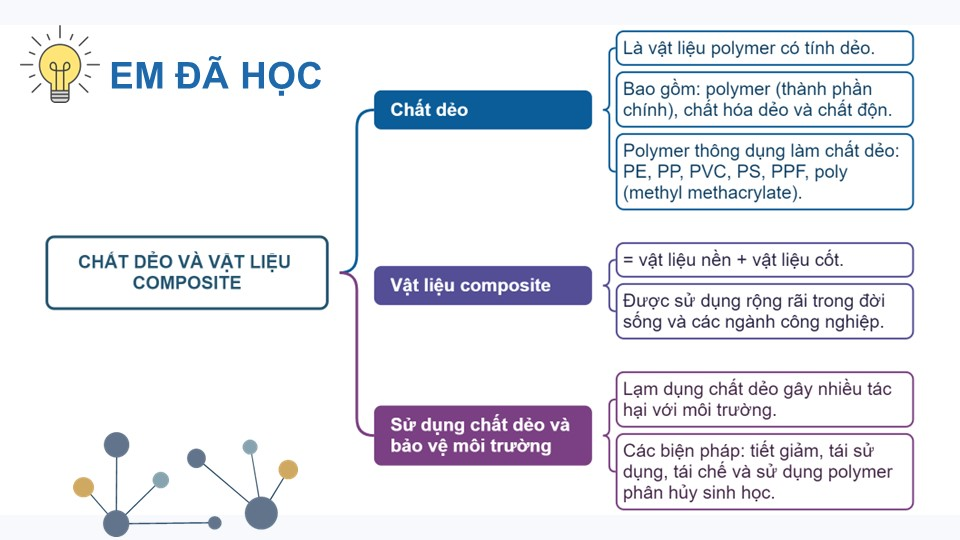 EM ĐÃ HỌC
CHẤT DẺO VÀ VẬT LIỆU
COMPOSITE
Chất dẻo
Là vật liệu polymer có tính dẻo.
Bao gồm: polymer (thành phần
chính), chất hóa dẻo và chất độn.
Polymer thông dụng làm chất dẻo:
PE, PP, PVC, PS, PPF, poly
(methyl methacrylate).
Vật liệu composite
= vật liệu nền + vật liệu cốt.
Được sử dụng rộng rãi trong đời
sống và các ngành công nghiệp.
Sử dụng chất dẻo và
bảo vệ môi trường
Lạm dụng chất dẻo gây nhiều tác
hại với môi trường.
Các biện pháp: tiết giảm, tái sử
dụng, tái chế và sử dụng polymer
phân hủy sinh học.